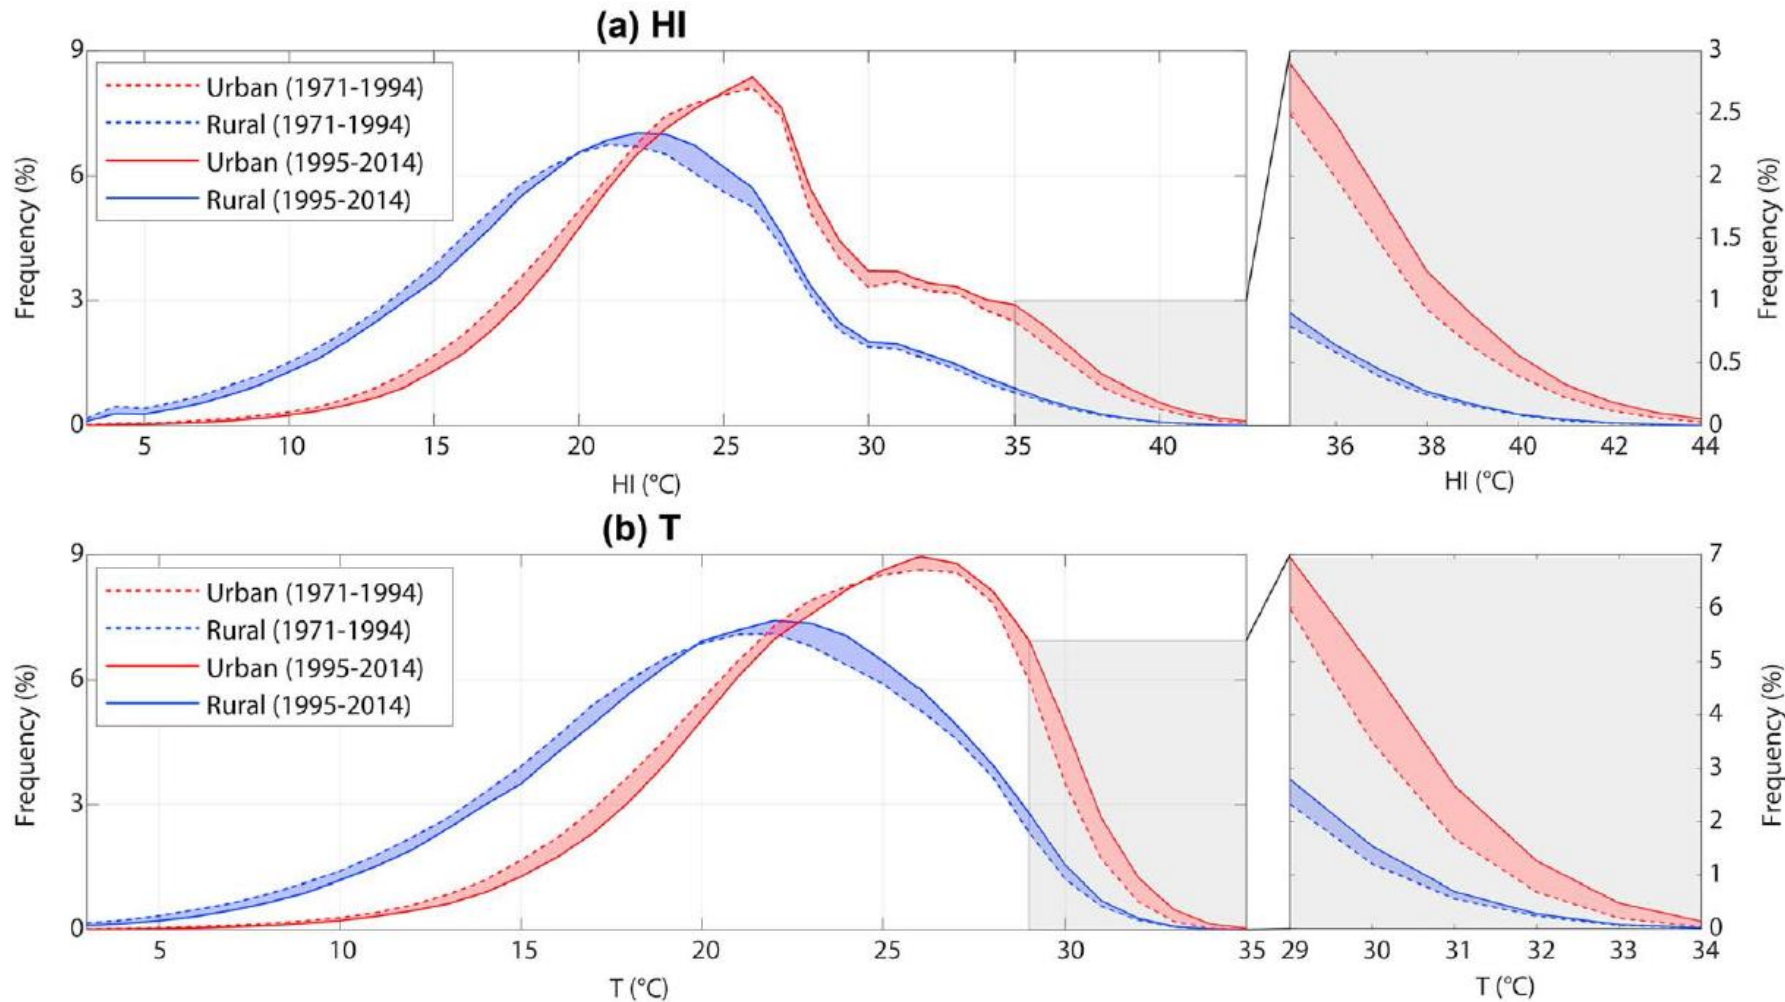 (a) HI
9
6
3
0
Frequency (%)
Urban (1971-1994)
Rural (1971-1994)
Urban (1995-2014)
Rural (1995-2014)
5 10 15 20 25 30 35 40
HI (°C)
3
2.5
2
1.5
1
0.5
0
Frequency (%)
36 38 40 42 44
HI (°C)
(b) T
9
6
3
0
Frequency (%)
Urban (1971-1994)
Rural (1971-1994)
Urban (1995-2014)
Rural (1995-2014)
5 10 15 20 25 30 35
T (°C)
7
6
5
4
3
2
1
0
Frequency (%)
29 30 31 32 33 34
T (°C)